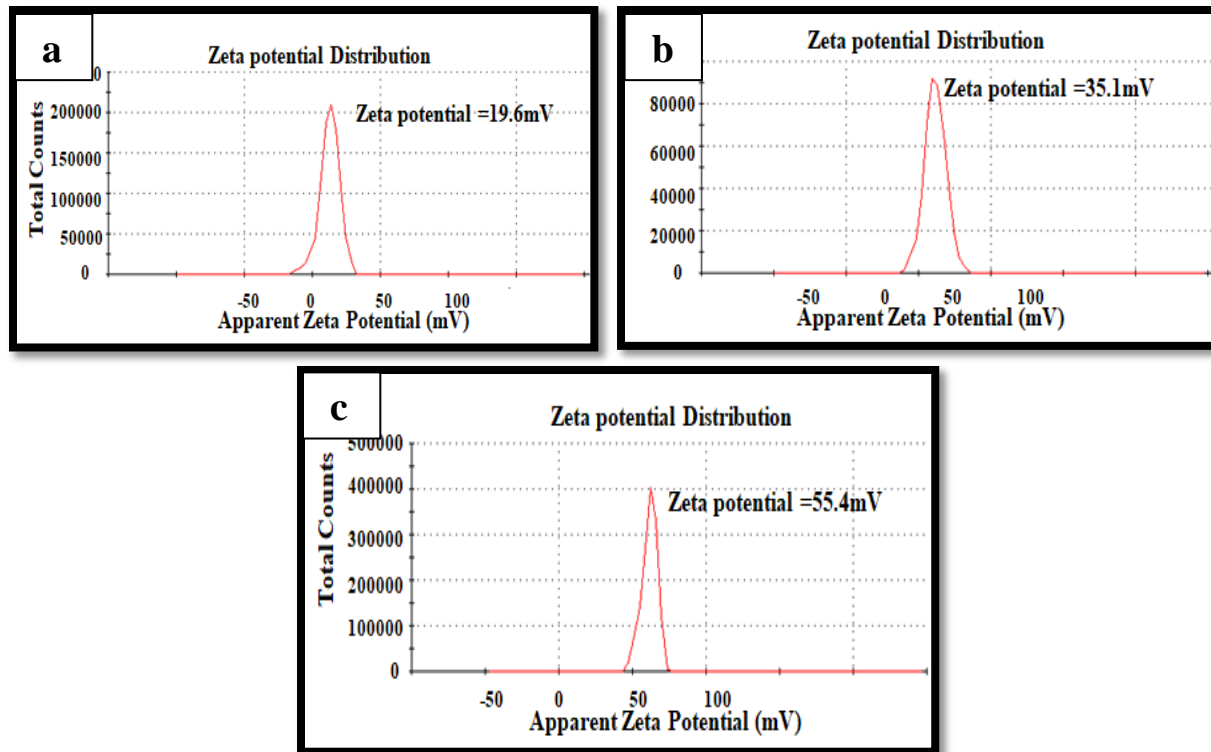 a
Zeta potential Distribution
Zeta potential =19.6mV
Total Counts
200000
150000
100000
50000
0
-50 0 50 100
Apparent Zeta Potential (mV)
b
Zeta potential Distribution
Zeta potential =35.1mV
80000
60000
40000
20000
0
-50 0 50 100
Apparent Zeta Potential (mV)
c
Zeta potential Distribution
Zeta potential =55.4mV
Total Counts
500000
400000
300000
200000
100000
0
-50 0 50 100
Apparent Zeta Potential (mV)